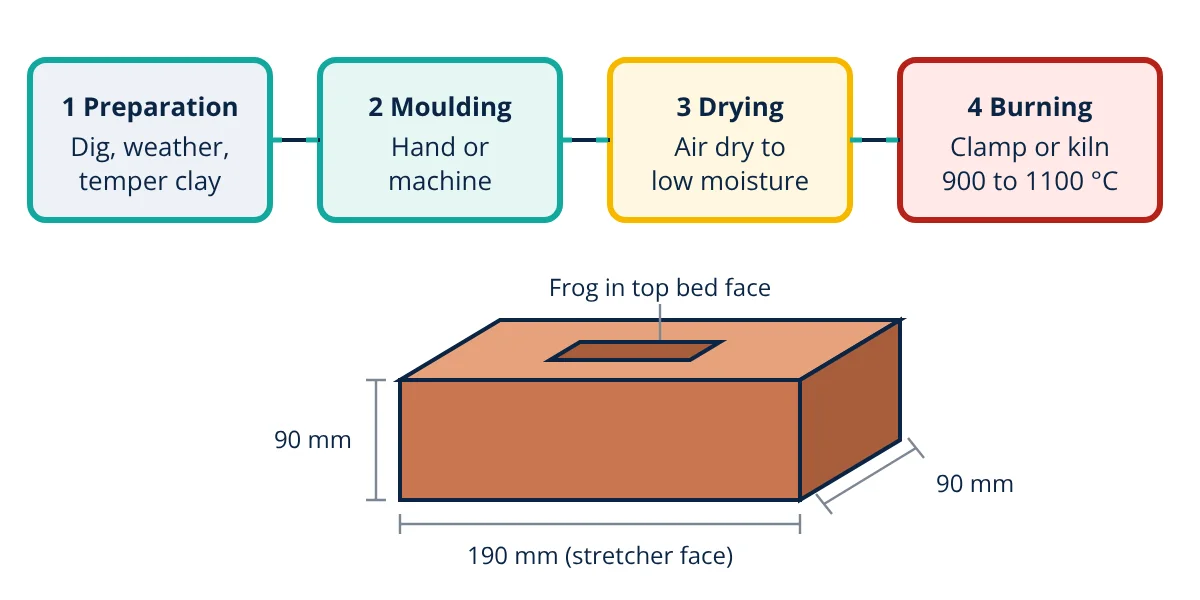 1 Preparation
Dig, weather,
temper clay
2 Moulding
Hand or
machine
3 Drying
Air dry to
low moisture
4 Burning
Clamp or kiln
900 to 1100 °C
Frog in top bed face
90 mm
90 mm
190 mm (stretcher face)